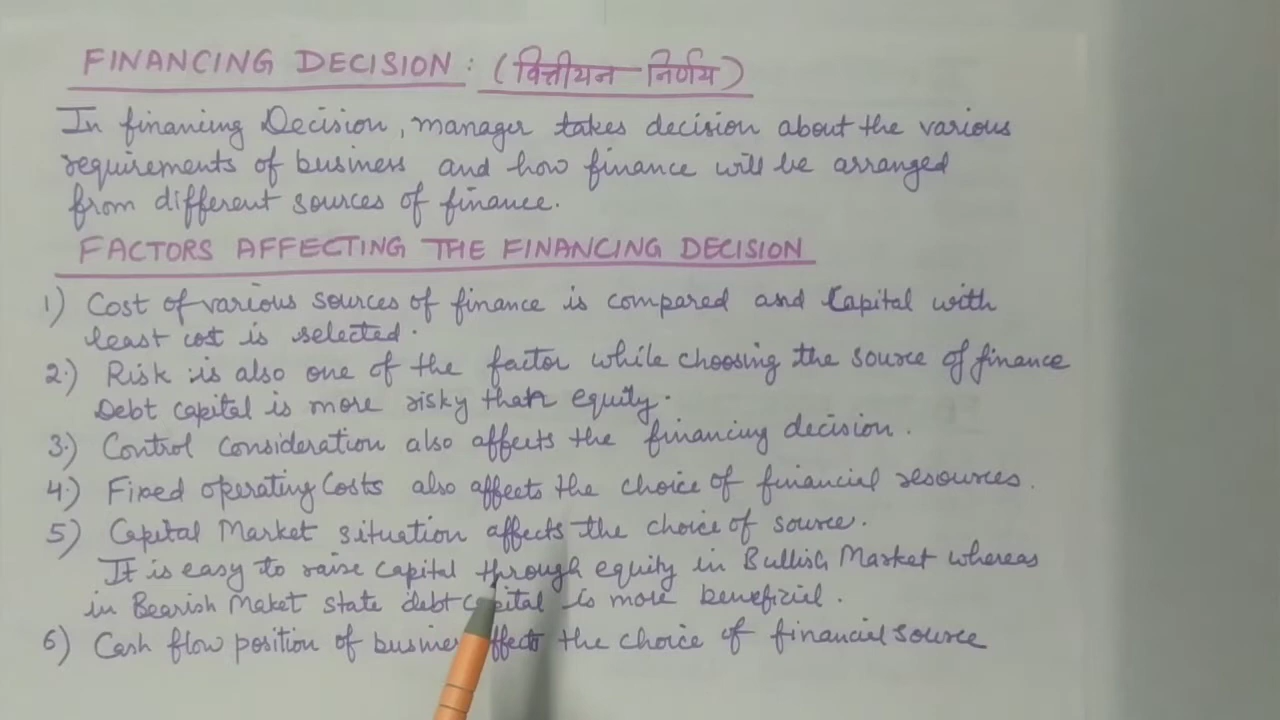 FINANCING DECISION : (वित्तीयन निर्णय)
In financing Decision, manager takes decision about the various
requirements of business and how finance will be arranged
from different sources of finance.
FACTORS AFFECTING THE FINANCING DECISION
1) Cost of various sources of finance is compared and Capital with
least cost is selected.
2.) Risk is also one of the factor while choosing the source of finance
Debt capital is more risky than equity.
3.) Control consideration also affects the financing decision.
4.) Fixed operating Costs also affects the choice of financial resources.
5) Capital Market situation affects the choice of source.
It is easy to raise capital through equity in Bullish Market whereas
in Bearish Maket state debt capital is more beneficial.
6) Cash flow position of business affects the choice of financial source